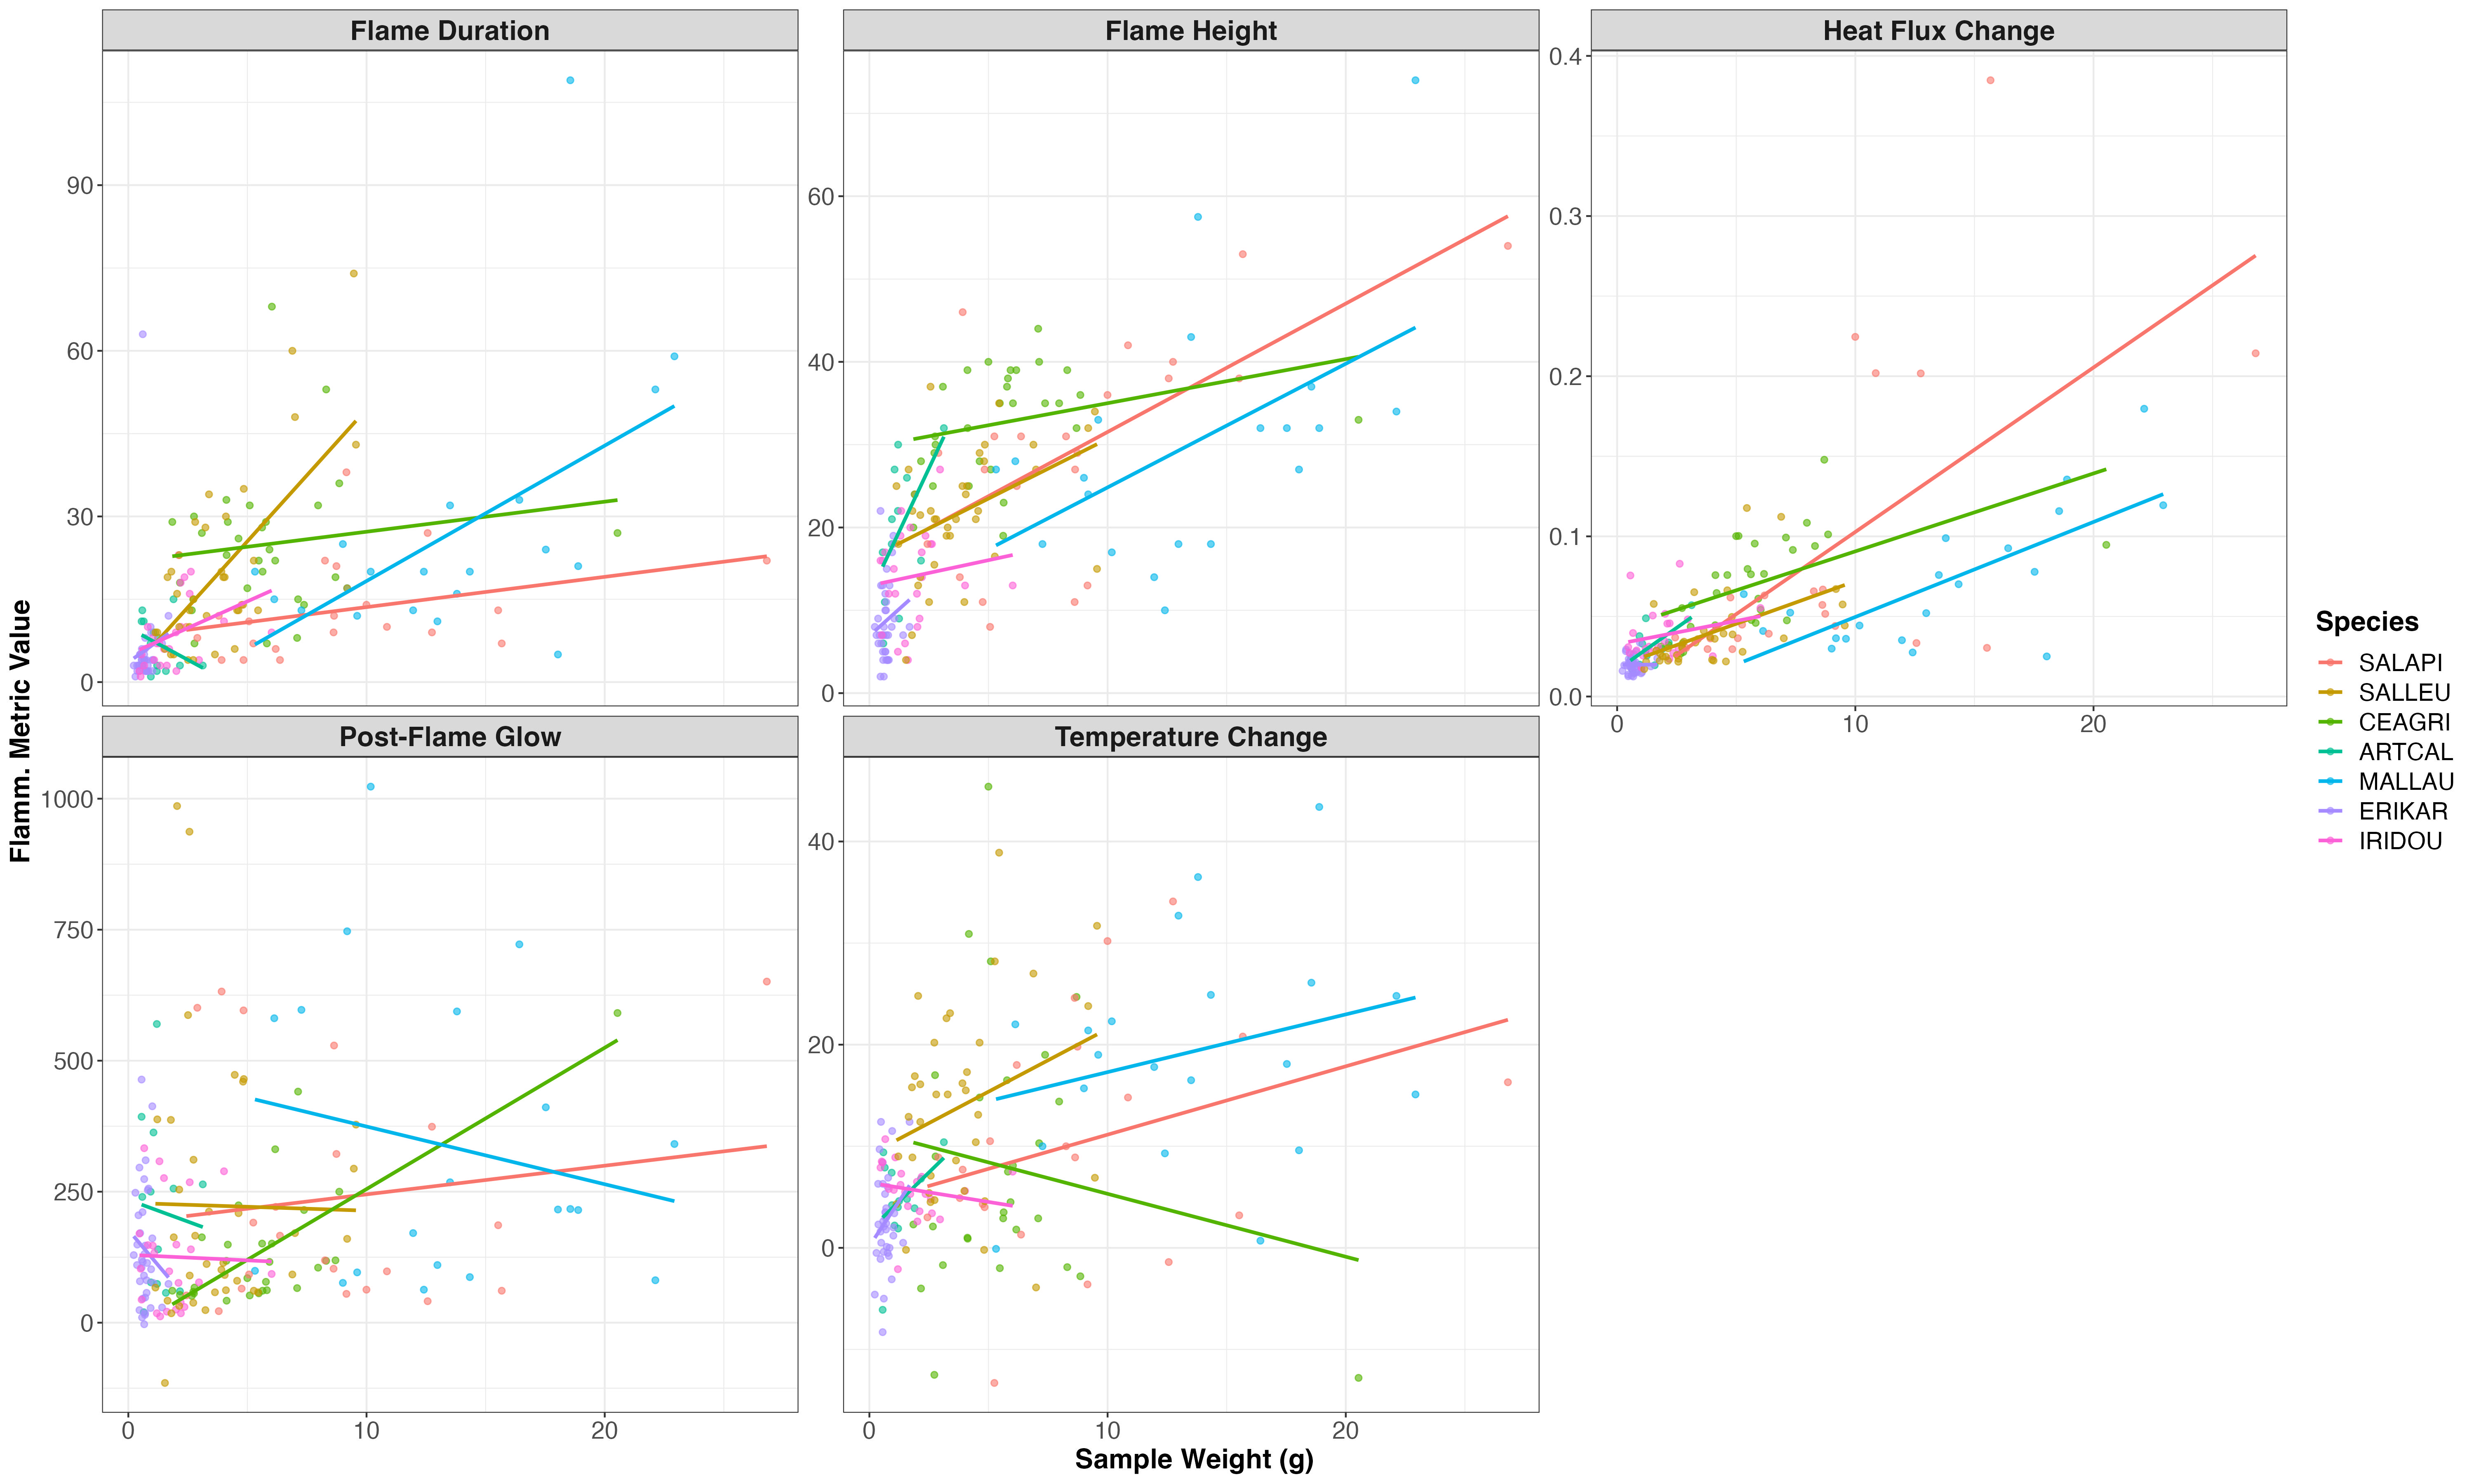 Flame Duration
Flame Height
Heat Flux Change
90
60
30
0
60
40
20
0
0.4
0.3
0.2
0.1
0.0
0 10 20
Post-Flame Glow
Temperature Change
1000
750
500
250
0
40
20
0
0 10 20
0 10 20
Flamm. Metric Value
Sample Weight (g)
Species
SALAPI
SALLEU
CEAGRI
ARTCAL
MALLAU
ERIKAR
IRIDOU